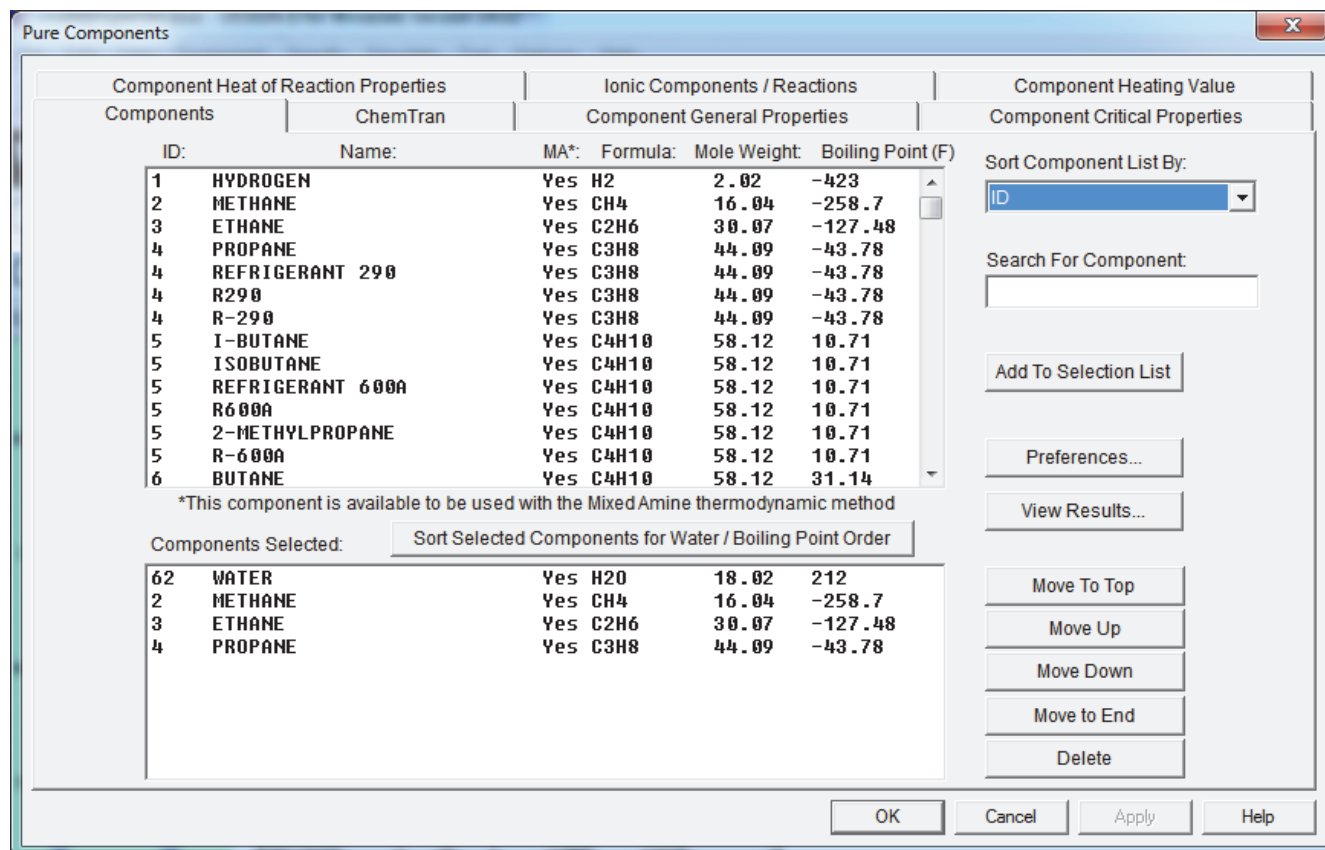 Pure Components
Component Heat of Reaction Properties Ionic Components / Reactions Component Heating Value
Components ChemTran Component General Properties Component Critical Properties
ID: Name: MA*: Formula: Mole Weight: Boiling Point (F)
1 HYDROGEN Yes H2 2.02 -423
2 METHANE Yes CH4 16.04 -258.7
3 ETHANE Yes C2H6 30.07 -127.48
4 PROPANE Yes C3H8 44.09 -43.78
4 REFRIGERANT 290 Yes C3H8 44.09 -43.78
4 R290 Yes C3H8 44.09 -43.78
4 R-290 Yes C3H8 44.09 -43.78
5 I-BUTANE Yes C4H10 58.12 10.71
5 ISOBUTANE Yes C4H10 58.12 10.71
5 REFRIGERANT 600A Yes C4H10 58.12 10.71
5 R600A Yes C4H10 58.12 10.71
5 2-METHYLPROPANE Yes C4H10 58.12 10.71
5 R-600A Yes C4H10 58.12 10.71
6 BUTANE Yes C4H10 58.12 31.14
*This component is available to be used with the Mixed Amine thermodynamic method
Components Selected: Sort Selected Components for Water / Boiling Point Order
62 WATER Yes H2O 18.02 212
2 METHANE Yes CH4 16.04 -258.7
3 ETHANE Yes C2H6 30.07 -127.48
4 PROPANE Yes C3H8 44.09 -43.78
Sort Component List By:
ID
Search For Component:
Add To Selection List
Preferences...
View Results...
Move To Top
Move Up
Move Down
Move to End
Delete
OK Cancel Apply Help